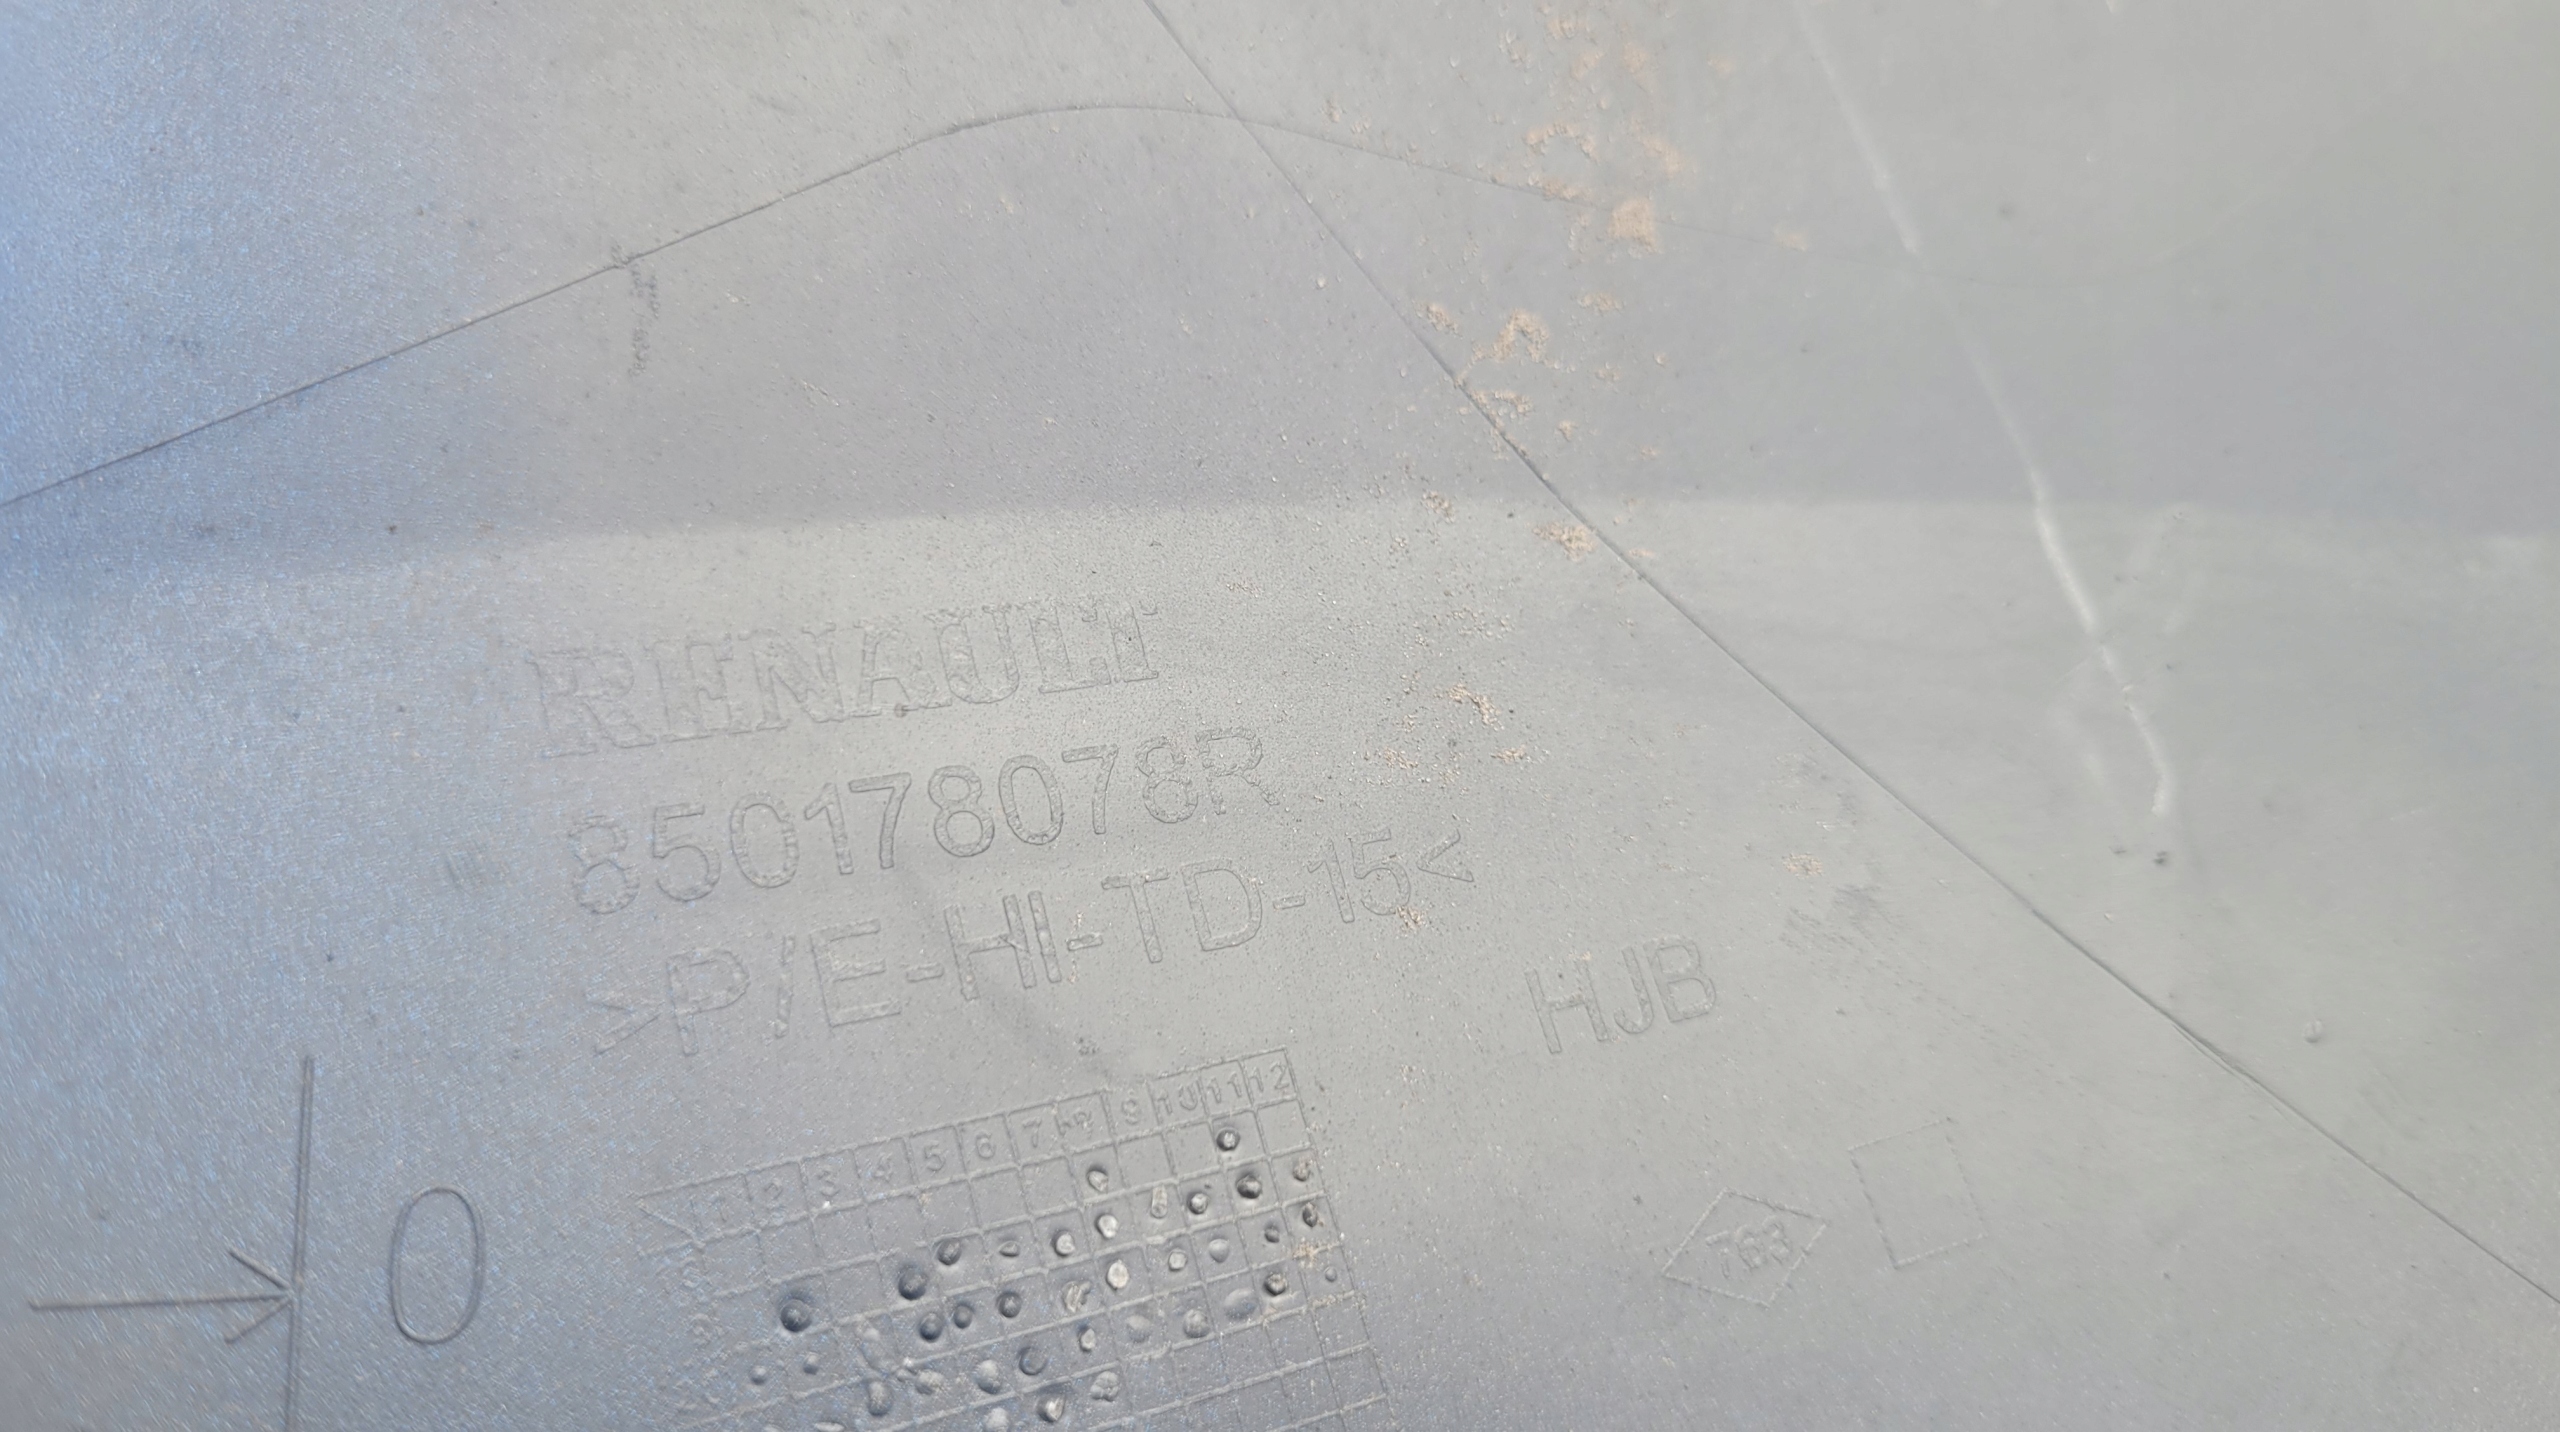 RENAULT
850178078R
>P/E-HI-TD-15<
HJB
1 2 3 4 5 6 7 8 9 10 11 12
763
0